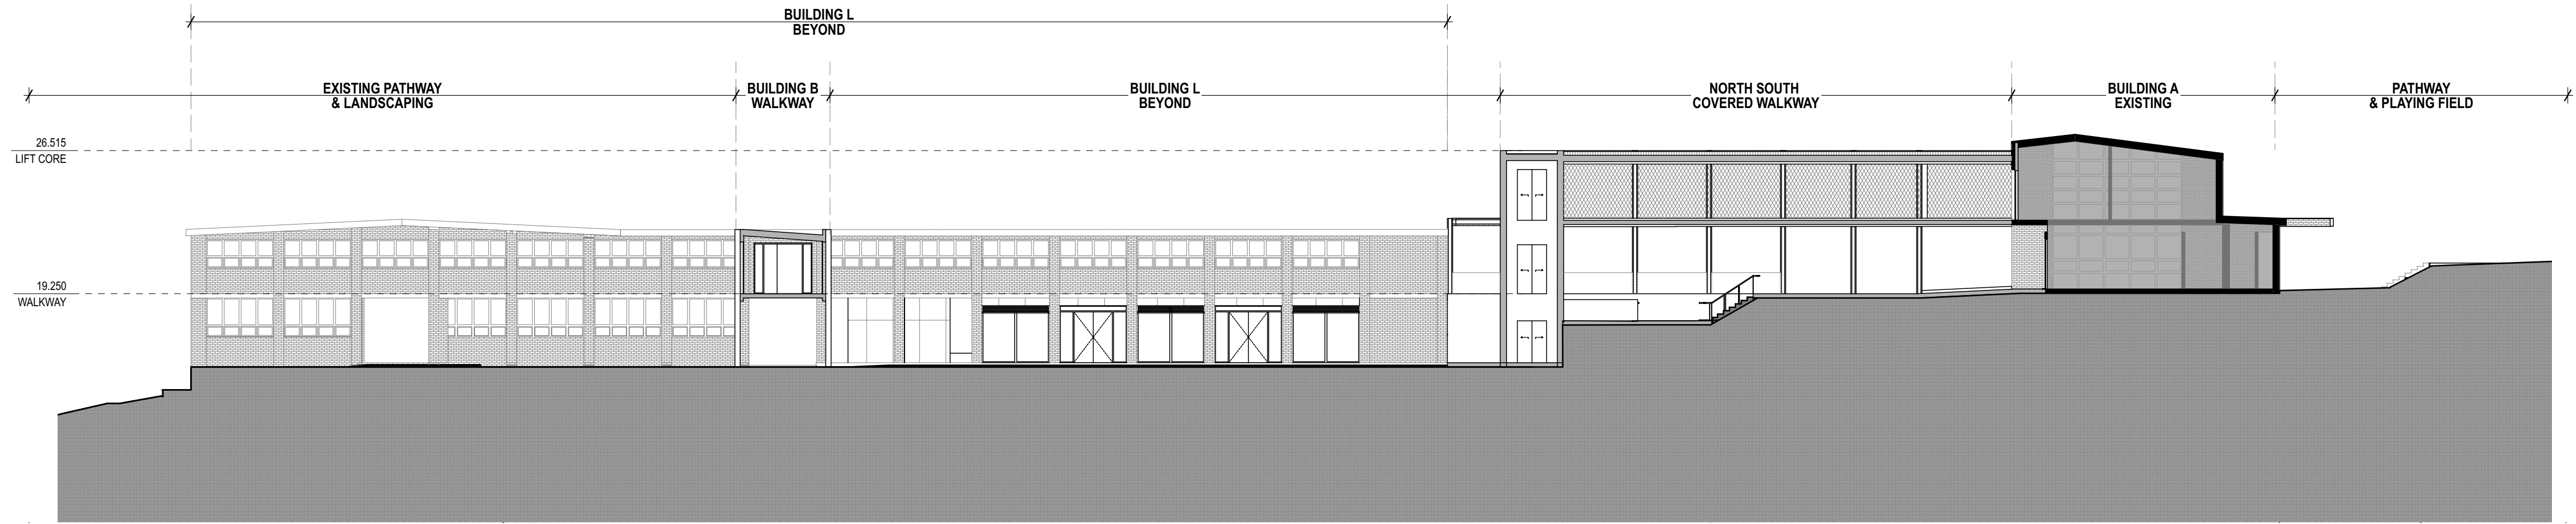 BUILDING L
BEYOND
EXISTING PATHWAY
& LANDSCAPING
BUILDING B
WALKWAY
BUILDING L
BEYOND
NORTH SOUTH
COVERED WALKWAY
BUILDING A
EXISTING
PATHWAY
& PLAYING FIELD
26.515
LIFT CORE
19.250
WALKWAY